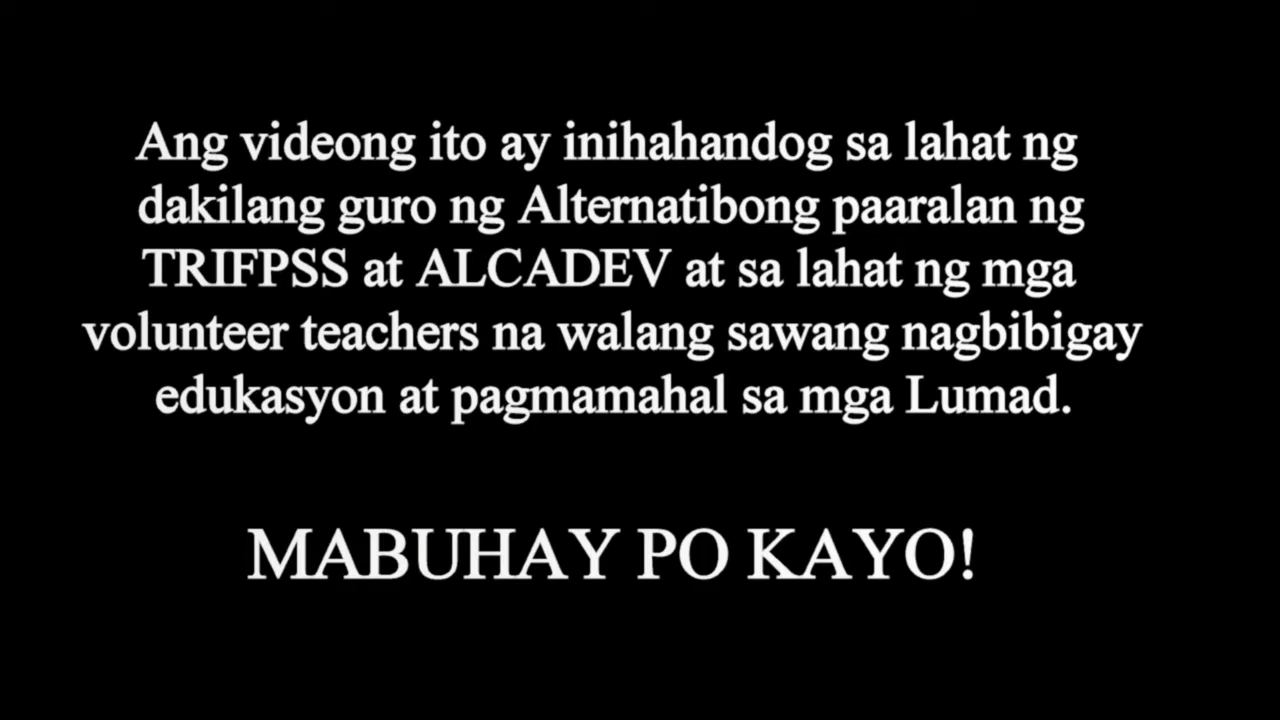 Ang videong ito ay inihahandog sa lahat ng
dakilang guro ng Alternatibong paaralan ng
TRIFPSS at ALCADEV at sa lahat ng mga
volunteer teachers na walang sawang nagbibigay
edukasyon at pagmamahal sa mga Lumad.
MABUHAY PO KAYO!